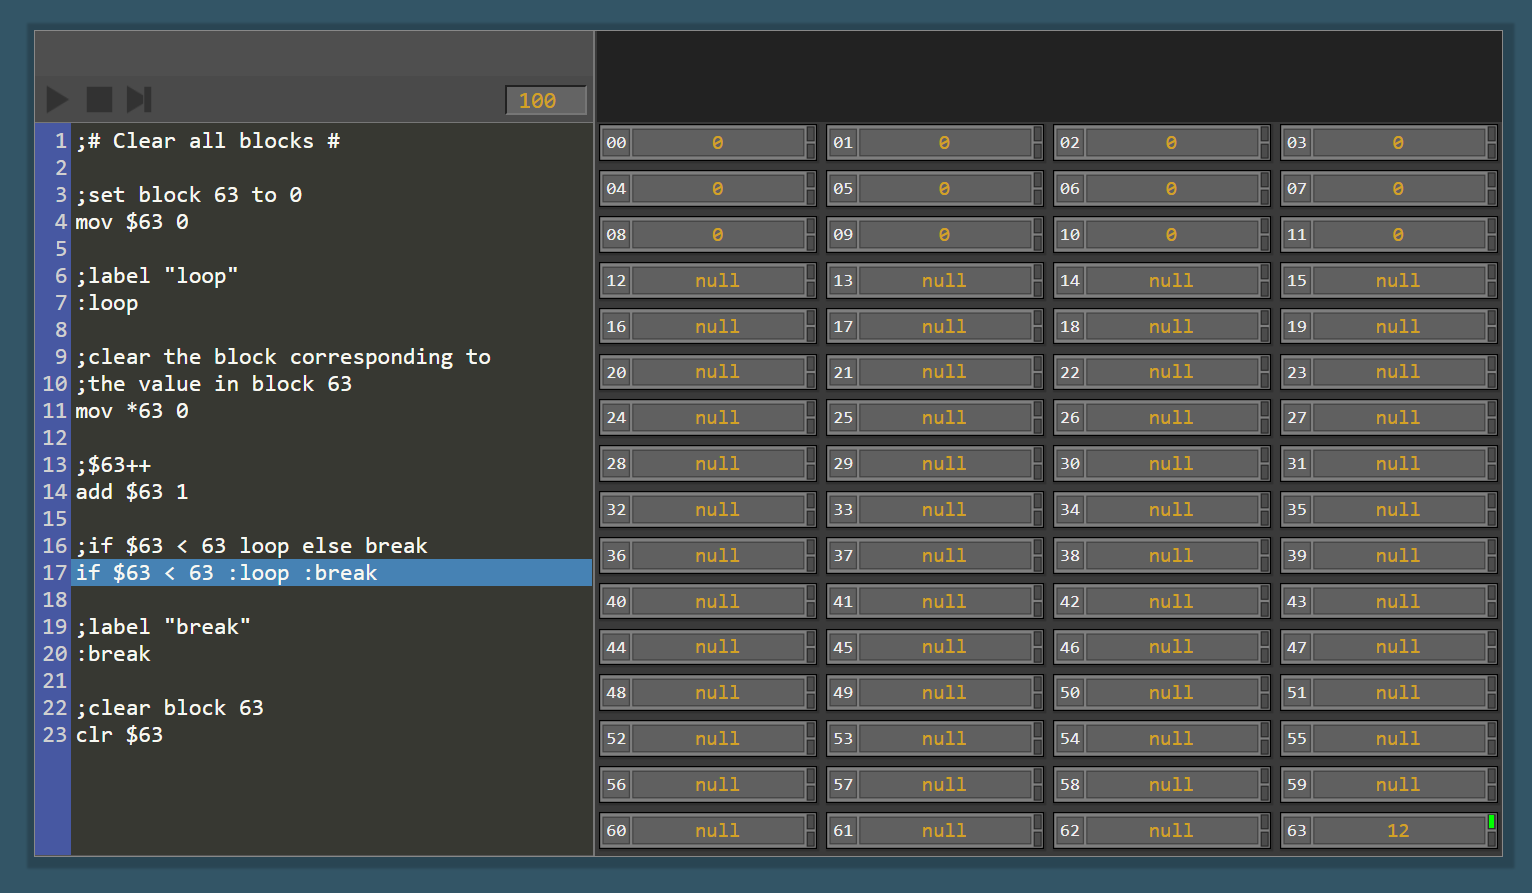 100
1 ;# Clear all blocks #
2
3 ;set block 63 to 0
4 mov $63 0
5
6 ;label "loop"
7 :loop
8
9 ;clear the block corresponding to
10 ;the value in block 63
11 mov *63 0
12
13 ;$63++
14 add $63 1
15
16 ;if $63 < 63 loop else break
17 if $63 < 63 :loop :break
18
19 ;label "break"
20 :break
21
22 ;clear block 63
23 clr $63
00 0 01 0 02 0 03 0
04 0 05 0 06 0 07 0
08 0 09 0 10 0 11 0
12 null 13 null 14 null 15 null
16 null 17 null 18 null 19 null
20 null 21 null 22 null 23 null
24 null 25 null 26 null 27 null
28 null 29 null 30 null 31 null
32 null 33 null 34 null 35 null
36 null 37 null 38 null 39 null
40 null 41 null 42 null 43 null
44 null 45 null 46 null 47 null
48 null 49 null 50 null 51 null
52 null 53 null 54 null 55 null
56 null 57 null 58 null 59 null
60 null 61 null 62 null 63 12